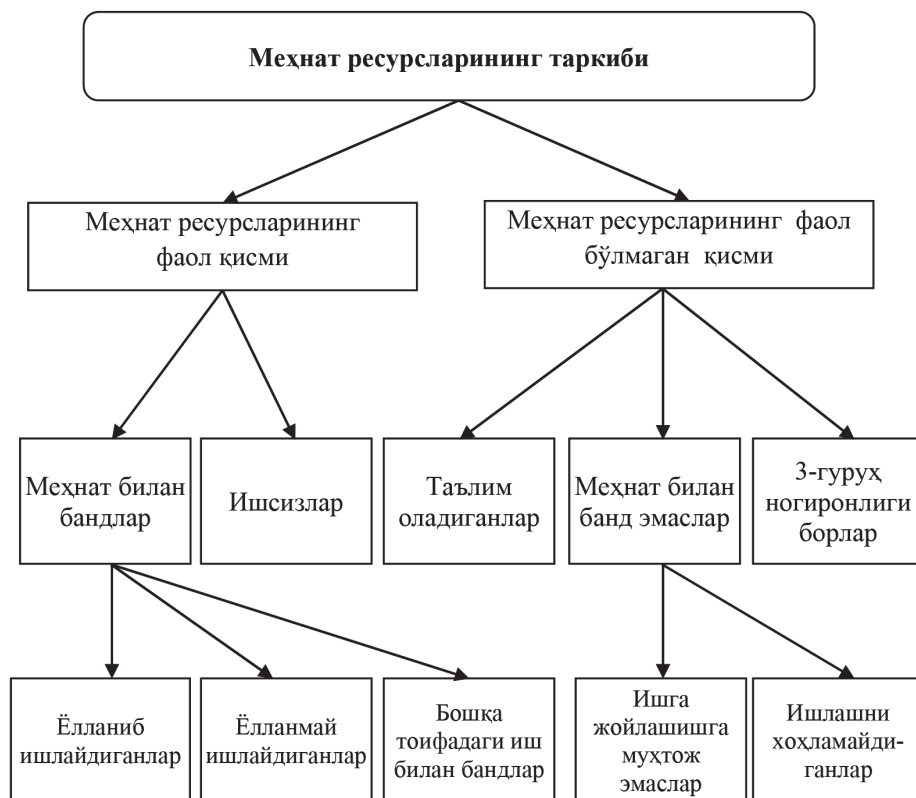 Меҳнат ресурсларининг таркиби
Меҳнат ресурсларининг
фаол қисми
Меҳнат ресурсларининг фаол
бўлмаган қисми
Меҳнат билан
бандлар
Ишсизлар
Таълим
оладиганлар
Меҳнат билан
банд эмаслар
3-гуруҳ
ногиронлиги
борлар
Ёлланиб
ишлайдиганлар
Ёлланмай
ишлайдиганлар
Бошқа
тоифадаги иш
билан бандлар
Ишга
жойлашишга
муҳтож
эмаслар
Ишлашни
хоҳламайди-
ганлар